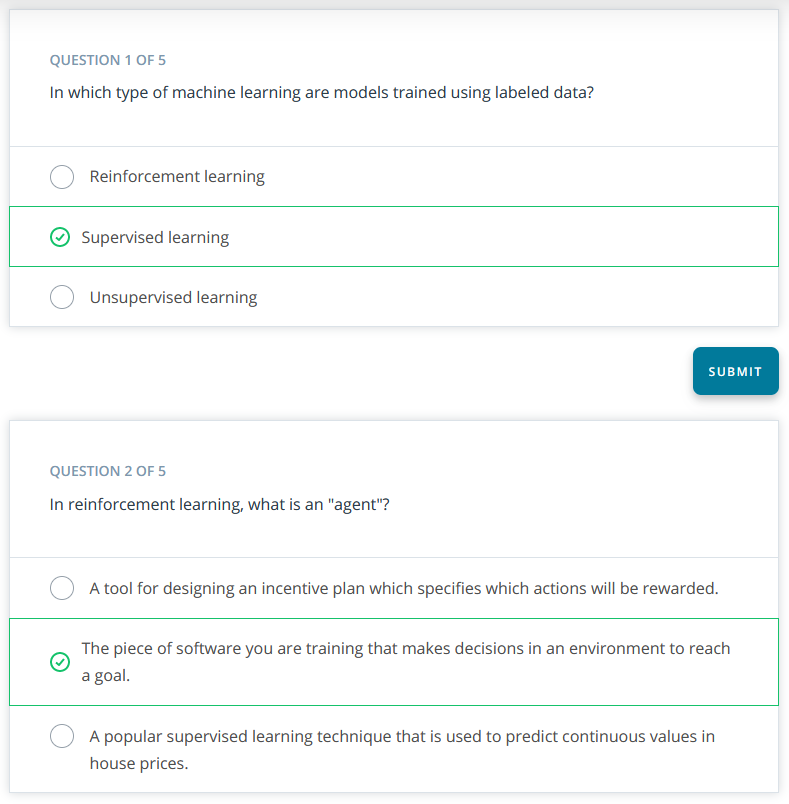 QUESTION 1 OF 5
In which type of machine learning are models trained using labeled data?
Reinforcement learning
Supervised learning
Unsupervised learning
SUBMIT
QUESTION 2 OF 5
In reinforcement learning, what is an "agent"?
A tool for designing an incentive plan which specifies which actions will be rewarded.
The piece of software you are training that makes decisions in an environment to reach
a goal.
A popular supervised learning technique that is used to predict continuous values in
house prices.